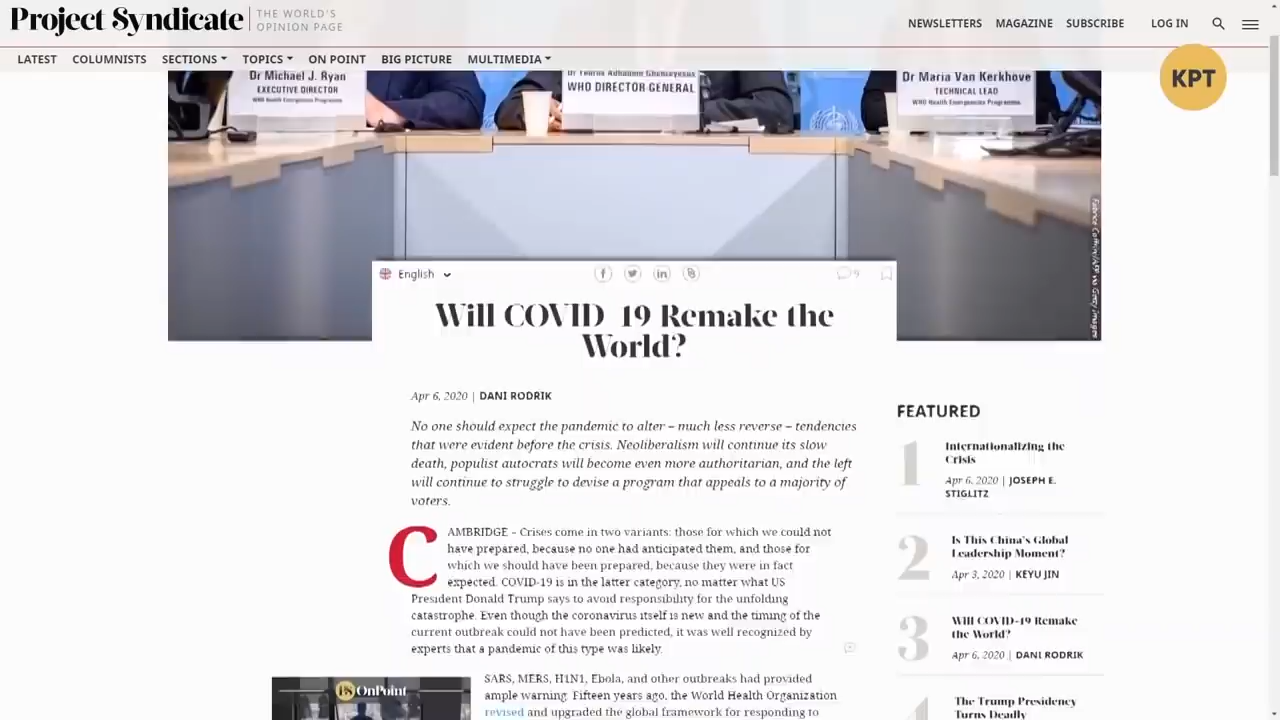 Project Syndicate
THE WORLD'S
OPINION PAGE
NEWSLETTERS MAGAZINE SUBSCRIBE LOG IN
LATEST COLUMNISTS SECTIONS TOPICS ON POINT BIG PICTURE MULTIMEDIA
KPT
Dr Michael J. Ryan
EXECUTIVE DIRECTOR
WHO Health Emergencies Programme
WHO DIRECTOR-GENERAL
Dr Maria Van Kerkhove
TECHNICAL LEAD
WHO Health Emergencies Programme
English
9
Will COVID-19 Remake the
World?
Apr 6, 2020 | DANI RODRIK
No one should expect the pandemic to alter – much less reverse – tendencies
that were evident before the crisis. Neoliberalism will continue its slow
death, populist autocrats will become even more authoritarian, and the left
will continue to struggle to devise a program that appeals to a majority of
voters.
CAMBRIDGE – Crises come in two variants: those for which we could not
have prepared, because no one had anticipated them, and those for
which we should have been prepared, because they were in fact
expected. COVID-19 is in the latter category, no matter what US
President Donald Trump says to avoid responsibility for the unfolding
catastrophe. Even though the coronavirus itself is new and the timing of the
current outbreak could not have been predicted, it was well recognized by
experts that a pandemic of this type was likely.
SARS, MERS, H1N1, Ebola, and other outbreaks had provided
ample warning. Fifteen years ago, the World Health Organization
revised and upgraded the global framework for responding to
PS OnPoint
FEATURED
1
Internationalizing the
Crisis
Apr 6, 2020 | JOSEPH E.
STIGLITZ
2
Is This China's Global
Leadership Moment?
Apr 3, 2020 | KEYU JIN
3
Will COVID-19 Remake
the World?
Apr 6, 2020 | DANI RODRIK
The Trump Presidency
Turns Deadly